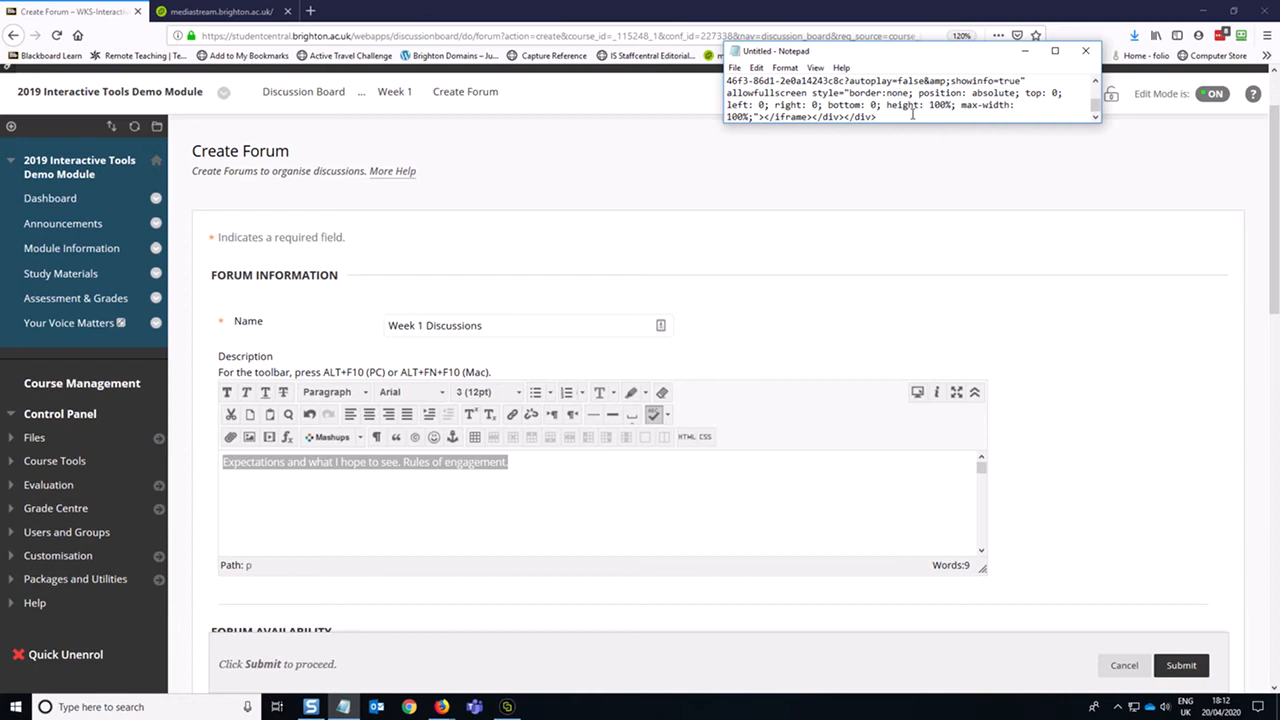 Create Forum – WKS-Interactiv
mediastream.brighton.ac.uk/
https://studentcentral.brighton.ac.uk/webapps/discussionboard/do/forum?action=create&course_id=_115248_1&conf_id=227338&nav=discussion_board&req_source=course_
120%
Blackboard Learn
Remote Teaching | Ho
Add to My Bookmarks
Active Travel Challenge
Brighton Domains –
Capture Reference
IS Staffcentral Editorial
Home - folio
Computer Store
Untitled - Notepad
File Edit Format View Help
46f3-86d1-2e0a14243c8c?autoplay=false&amp;showinfo=true"
allowfullscreen style="border:none; position: absolute; top: 0;
left: 0; right: 0; bottom: 0; height: 100%; max-width:
100%;"></iframe></div></div>
2019 Interactive Tools Demo Module
Discussion Board ... Week 1 Create Forum
Edit Mode is: ON ?
2019 Interactive Tools
Demo Module
Dashboard
Announcements
Module Information
Study Materials
Assessment & Grades
Your Voice Matters
Course Management
Control Panel
Files
Course Tools
Evaluation
Grade Centre
Users and Groups
Customisation
Packages and Utilities
Help
Quick Unenrol
Create Forum
Create Forums to organise discussions. More Help
* Indicates a required field.
FORUM INFORMATION
* Name
Week 1 Discussions
Description
For the toolbar, press ALT+F10 (PC) or ALT+FN+F10 (Mac).
T T T T Paragraph Arial 3 (12pt)
Mashups
HTML CSS
Expectations and what I hope to see. Rules of engagement.
Path: p
Words:9
FORUM AVAILABILITY
Click Submit to proceed.
Cancel
Submit
Type here to search
ENG
UK
18:12
20/04/2020